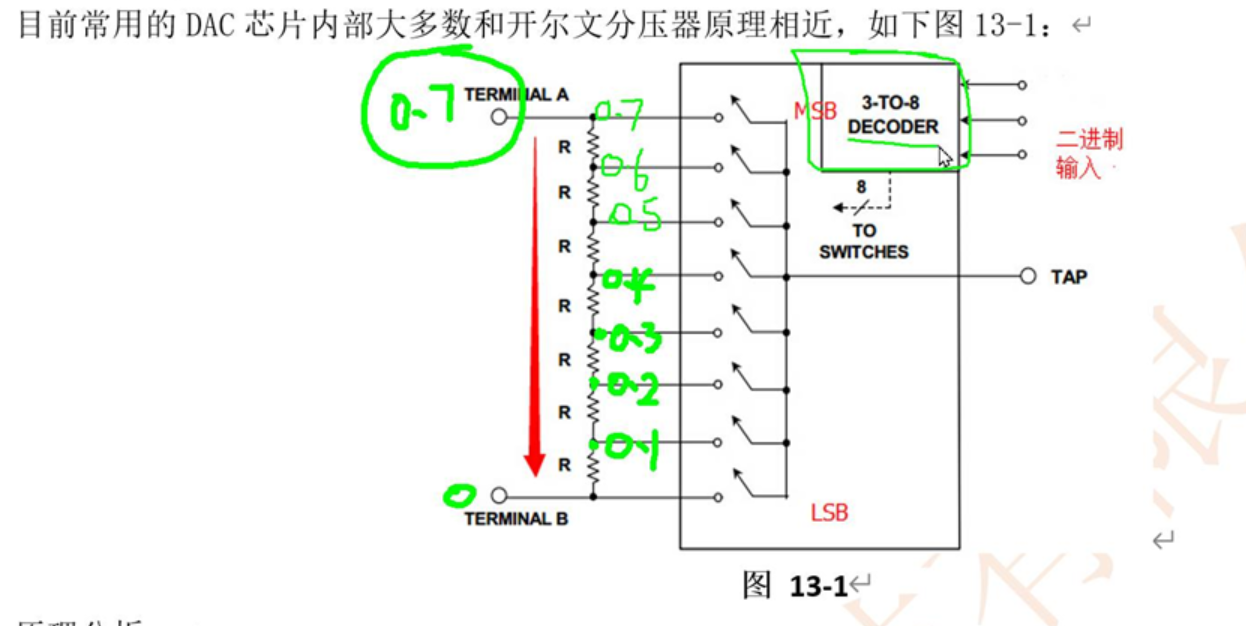 目前常用的 DAC 芯片内部大多数和开尔文分压器原理相近，如下图 13-1：
0.7
TERMINAL A
0.7
MSB
3-TO-8
DECODER
二进制
输入
R
0.6
R
0.5
8
TO
SWITCHES
R
0.4
TAP
R
0.3
R
0.2
R
0.1
R
0
TERMINAL B
LSB
图 13-1